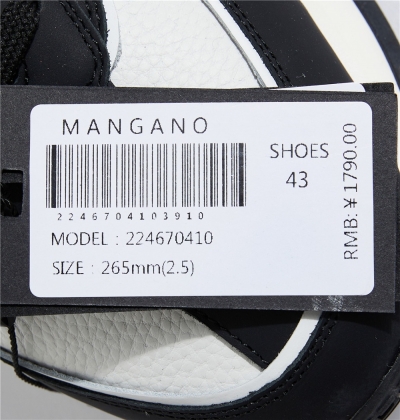 MANGANO
2246704103910
MODEL : 224670410
SIZE : 265mm(2.5)
SHOES
43
RMB: ¥1790.00